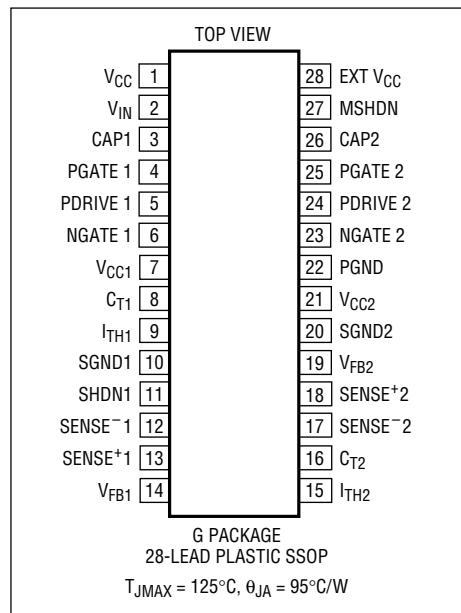 TOP VIEW
VCC 1 28 EXT VCC
VIN 2 27 MSHDN
CAP1 3 26 CAP2
PGATE 1 4 25 PGATE 2
PDRIVE 1 5 24 PDRIVE 2
NGATE 1 6 23 NGATE 2
VCC1 7 22 PGND
CT1 8 21 VCC2
ITH1 9 20 SGND2
SGND1 10 19 VFB2
SHDN1 11 18 SENSE+2
SENSE−1 12 17 SENSE−2
SENSE+1 13 16 CT2
VFB1 14 15 ITH2
G PACKAGE
28-LEAD PLASTIC SSOP
TJMAX = 125°C, θJA = 95°C/W